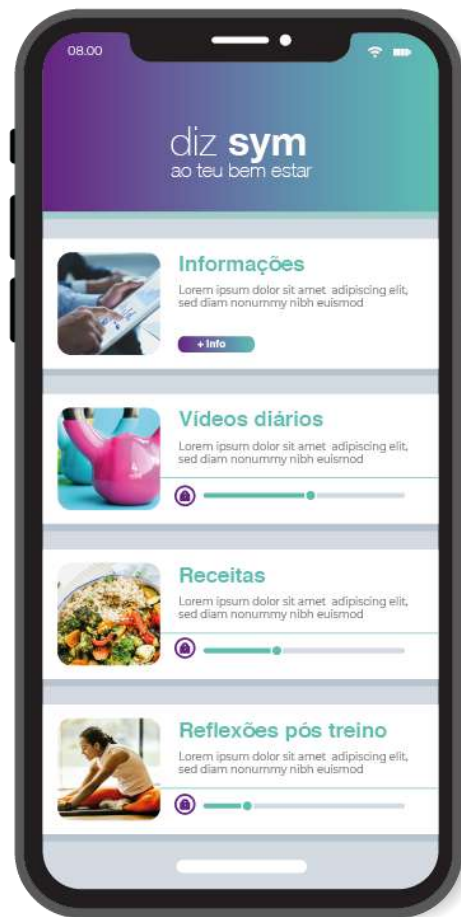 08.00
diz sym
ao teu bem estar
Informações
Lorem ipsum dolor sit amet adipiscing elit,
sed diam nonummy nibh euismod
+ Info
Vídeos diários
Lorem ipsum dolor sit amet adipiscing elit,
sed diam nonummy nibh euismod
Receitas
Lorem ipsum dolor sit amet adipiscing elit,
sed diam nonummy nibh euismod
Reflexões pós treino
Lorem ipsum dolor sit amet adipiscing elit,
sed diam nonummy nibh euismod